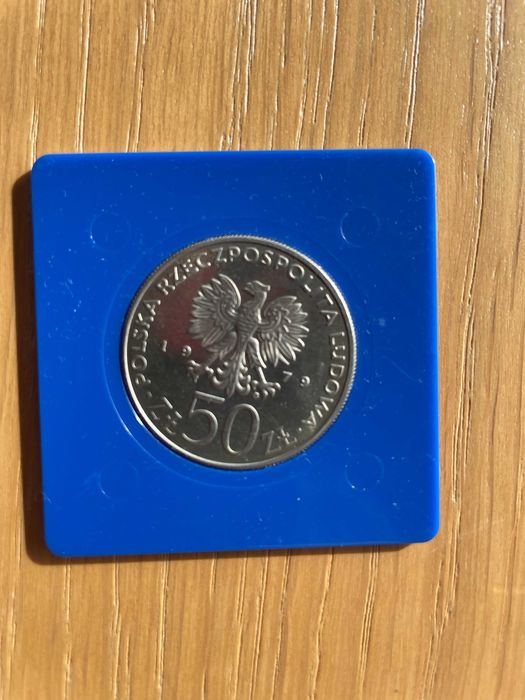 POLSKA RZECZPOSPOLITA LUDOWA
19 79
ZŁ 50 ZŁ